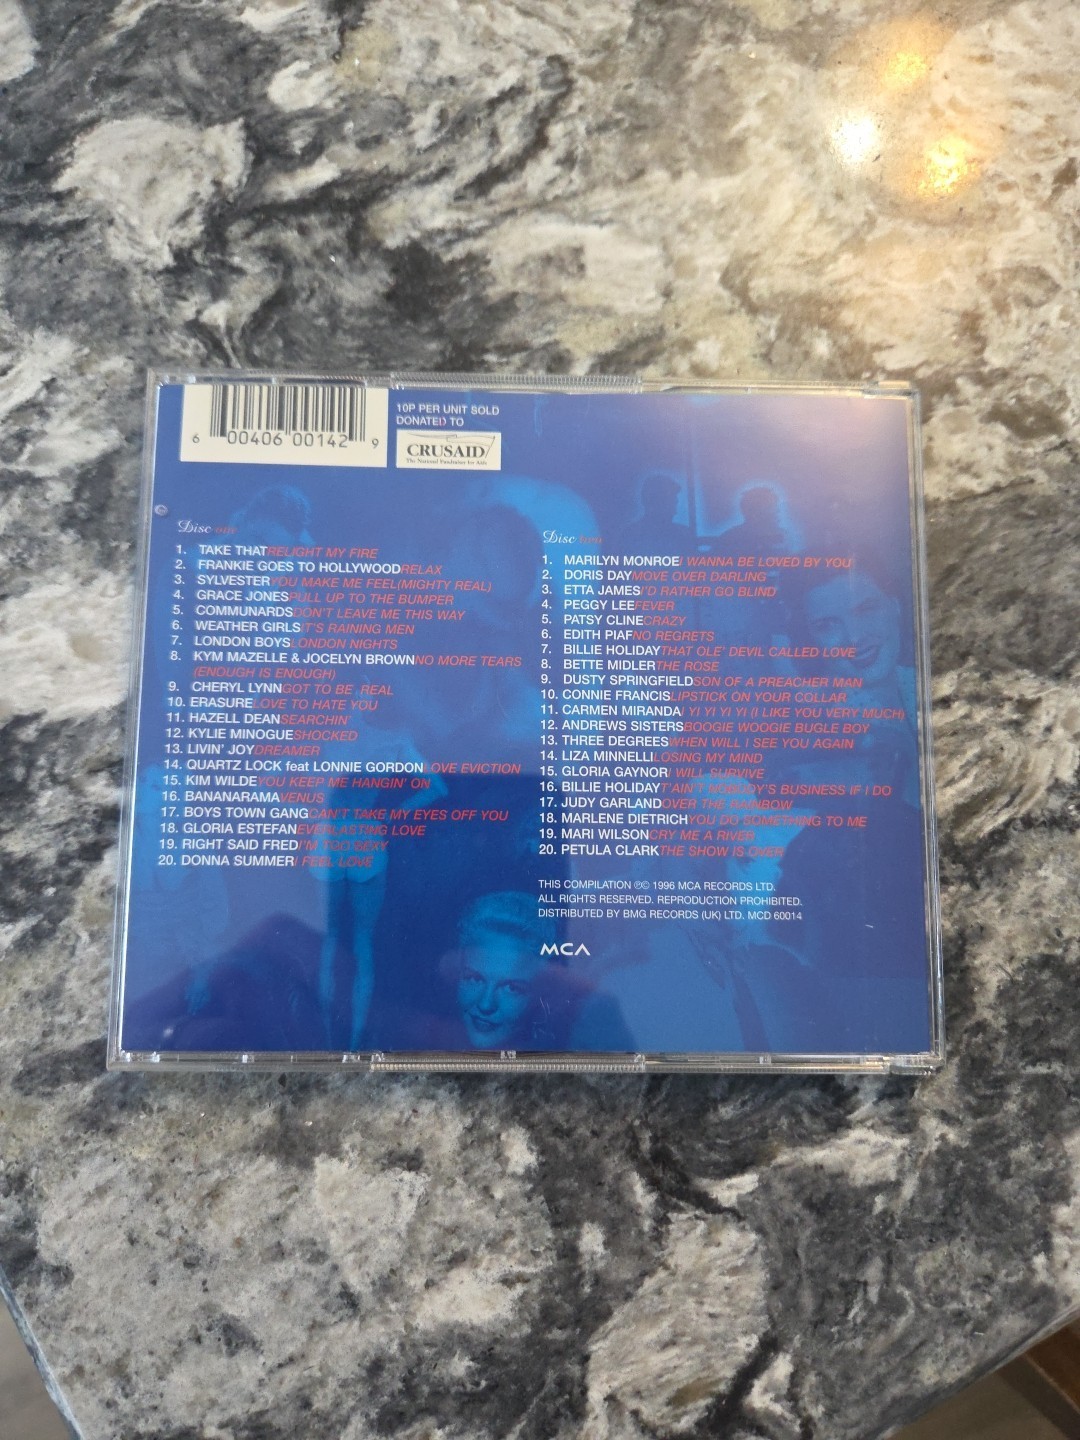 6 00406 00142 9
10P PER UNIT SOLD
DONATED TO
CRUSAID
The National Fundraiser for Aids
Disc one
1. TAKE THAT RELIGHT MY FIRE
2. FRANKIE GOES TO HOLLYWOOD RELAX
3. SYLVESTER YOU MAKE ME FEEL (MIGHTY REAL)
4. GRACE JONES PULL UP TO THE BUMPER
5. COMMUNARDS DON'T LEAVE ME THIS WAY
6. WEATHER GIRLS IT'S RAINING MEN
7. LONDON BOYS LONDON NIGHTS
8. KYM MAZELLE & JOCELYN BROWN NO MORE TEARS
(ENOUGH IS ENOUGH)
9. CHERYL LYNN GOT TO BE REAL
10. ERASURE LOVE TO HATE YOU
11. HAZELL DEAN SEARCHIN'
12. KYLIE MINOGUE SHOCKED
13. LIVIN' JOY DREAMER
14. QUARTZ LOCK feat LONNIE GORDON LOVE EVICTION
15. KIM WILDE YOU KEEP ME HANGIN' ON
16. BANANARAMA VENUS
17. BOYS TOWN GANG CAN'T TAKE MY EYES OFF YOU
18. GLORIA ESTEFAN EVERLASTING LOVE
19. RIGHT SAID FRED I'M TOO SEXY
20. DONNA SUMMER I FEEL LOVE
Disc two
1. MARILYN MONROE I WANNA BE LOVED BY YOU
2. DORIS DAY MOVE OVER DARLING
3. ETTA JAMES I'D RATHER GO BLIND
4. PEGGY LEE FEVER
5. PATSY CLINE CRAZY
6. EDITH PIAF NO REGRETS
7. BILLIE HOLIDAY THAT OLE' DEVIL CALLED LOVE
8. BETTE MIDLER THE ROSE
9. DUSTY SPRINGFIELD SON OF A PREACHER MAN
10. CONNIE FRANCIS LIPSTICK ON YOUR COLLAR
11. CARMEN MIRANDA I YI YI YI YI (I LIKE YOU VERY MUCH)
12. ANDREWS SISTERS BOOGIE WOOGIE BUGLE BOY
13. THREE DEGREES WHEN WILL I SEE YOU AGAIN
14. LIZA MINNELLI LOSING MY MIND
15. GLORIA GAYNOR I WILL SURVIVE
16. BILLIE HOLIDAY T'AIN'T NOBODY'S BUSINESS IF I DO
17. JUDY GARLAND OVER THE RAINBOW
18. MARLENE DIETRICH YOU DO SOMETHING TO ME
19. MARI WILSON CRY ME A RIVER
20. PETULA CLARK THE SHOW IS OVER
THIS COMPILATION ℗© 1996 MCA RECORDS LTD.
ALL RIGHTS RESERVED. REPRODUCTION PROHIBITED.
DISTRIBUTED BY BMG RECORDS (UK) LTD. MCD 60014
MCA